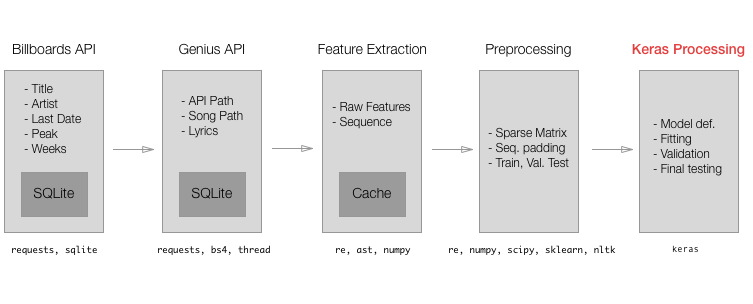 Billboards API
- Title
- Artist
- Last Date
- Peak
- Weeks
SQLite
requests, sqlite
Genius API
- API Path
- Song Path
- Lyrics
SQLite
requests, bs4, thread
Feature Extraction
- Raw Features
- Sequence
Cache
re, ast, numpy
Preprocessing
- Sparse Matrix
- Seq. padding
- Train, Val. Test
re, numpy, scipy, sklearn, nltk
Keras Processing
- Model def.
- Fitting
- Validation
- Final testing
keras